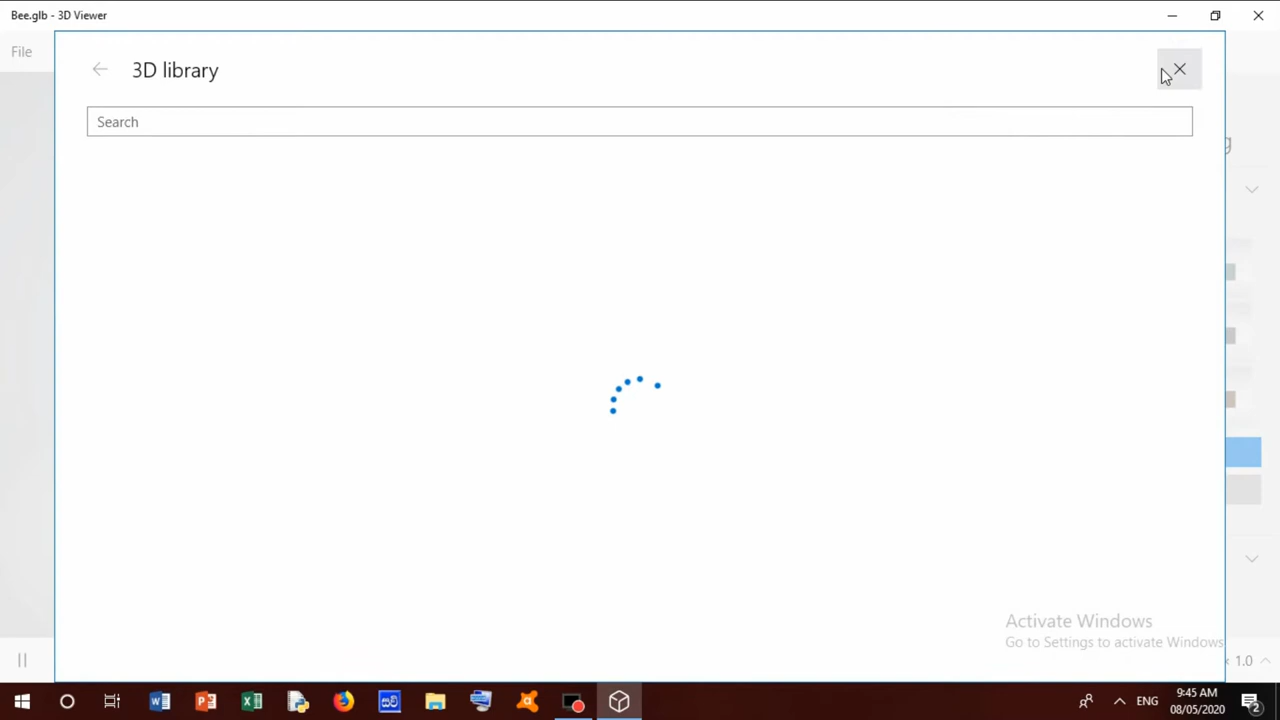 Bee.glb - 3D Viewer
File
3D library
Search
Activate Windows
Go to Settings to activate Windows
1.0
ENG
9:45 AM
08/05/2020
2